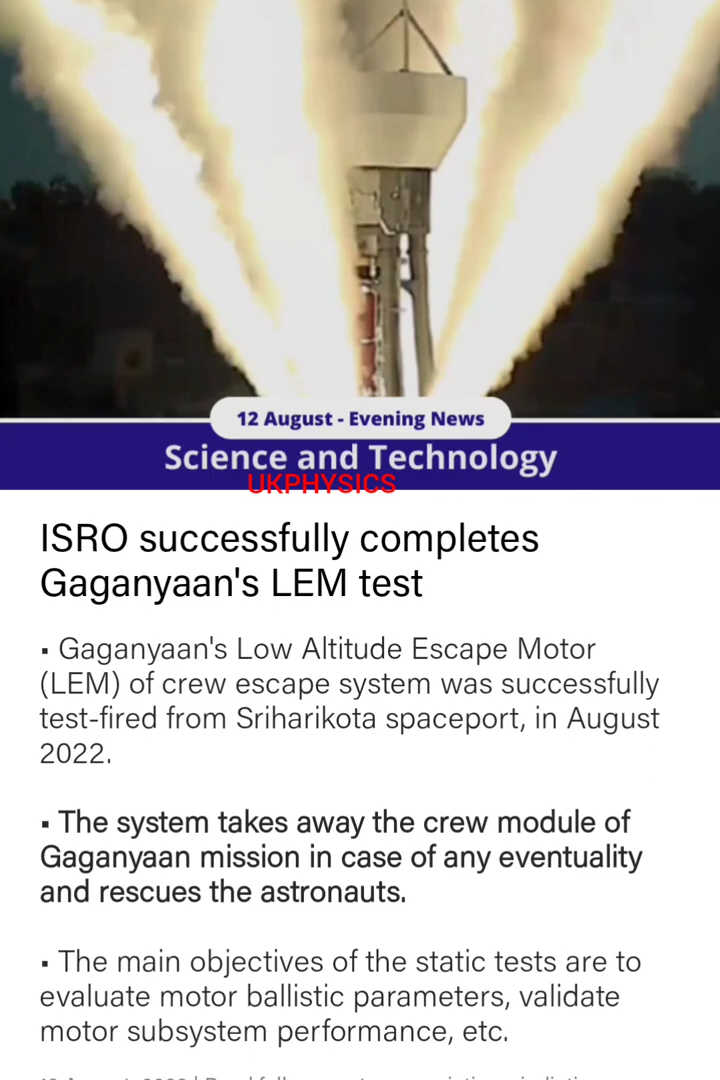 12 August - Evening News
Science and Technology
UKPHYSICS
ISRO successfully completes
Gaganyaan's LEM test
▪ Gaganyaan's Low Altitude Escape Motor
(LEM) of crew escape system was successfully
test-fired from Sriharikota spaceport, in August
2022.
▪ The system takes away the crew module of
Gaganyaan mission in case of any eventuality
and rescues the astronauts.
▪ The main objectives of the static tests are to
evaluate motor ballistic parameters, validate
motor subsystem performance, etc.